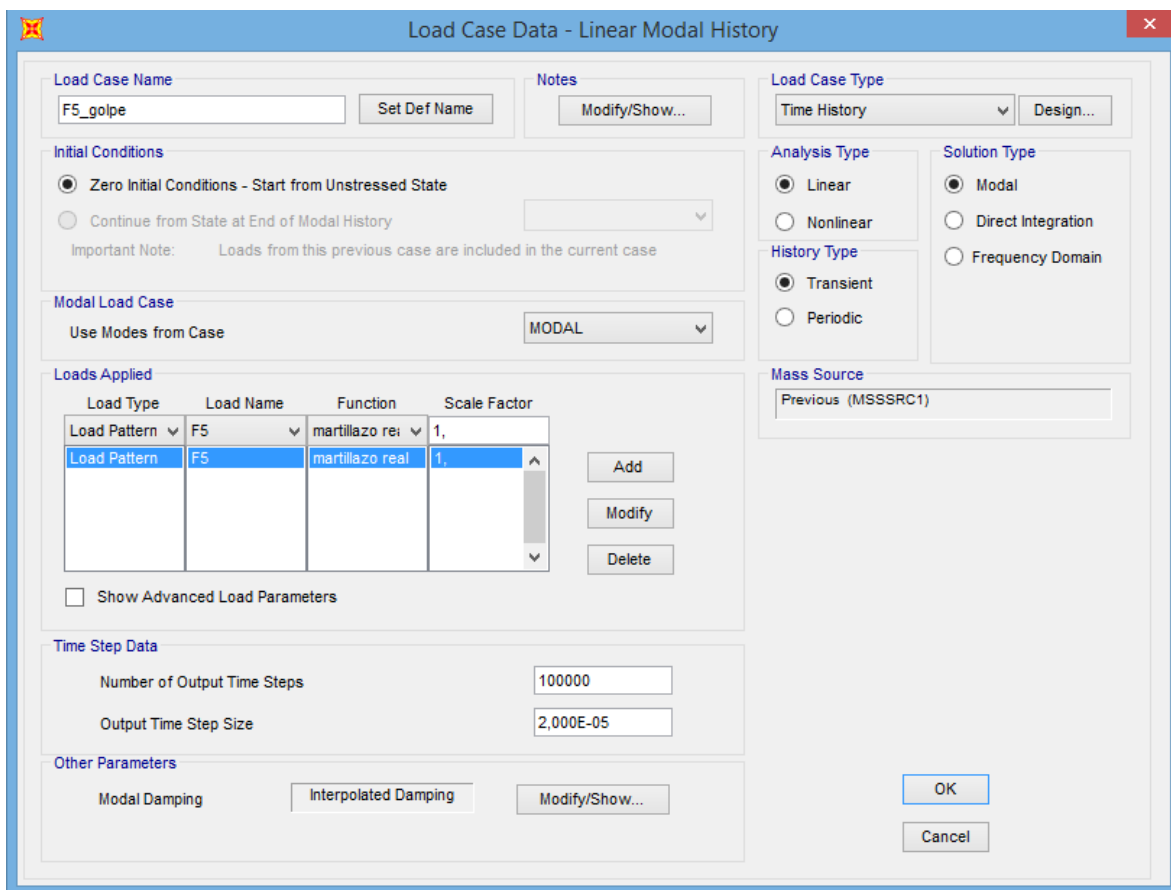 Load Case Data - Linear Modal History
Load Case Name
F5_golpe
Set Def Name
Notes
Modify/Show...
Load Case Type
Time History
Design...
Initial Conditions
Zero Initial Conditions - Start from Unstressed State
Continue from State at End of Modal History
Important Note: Loads from this previous case are included in the current case
Analysis Type
Linear
Nonlinear
Solution Type
Modal
Direct Integration
Frequency Domain
History Type
Transient
Periodic
Modal Load Case
Use Modes from Case
MODAL
Loads Applied
Load Type Load Name Function Scale Factor
Load Pattern F5 martillazo rea 1,
Load Pattern F5 martillazo real 1,
Add
Modify
Delete
Show Advanced Load Parameters
Mass Source
Previous (MSSSRC1)
Time Step Data
Number of Output Time Steps 100000
Output Time Step Size 2,000E-05
Other Parameters
Modal Damping Interpolated Damping Modify/Show...
OK
Cancel